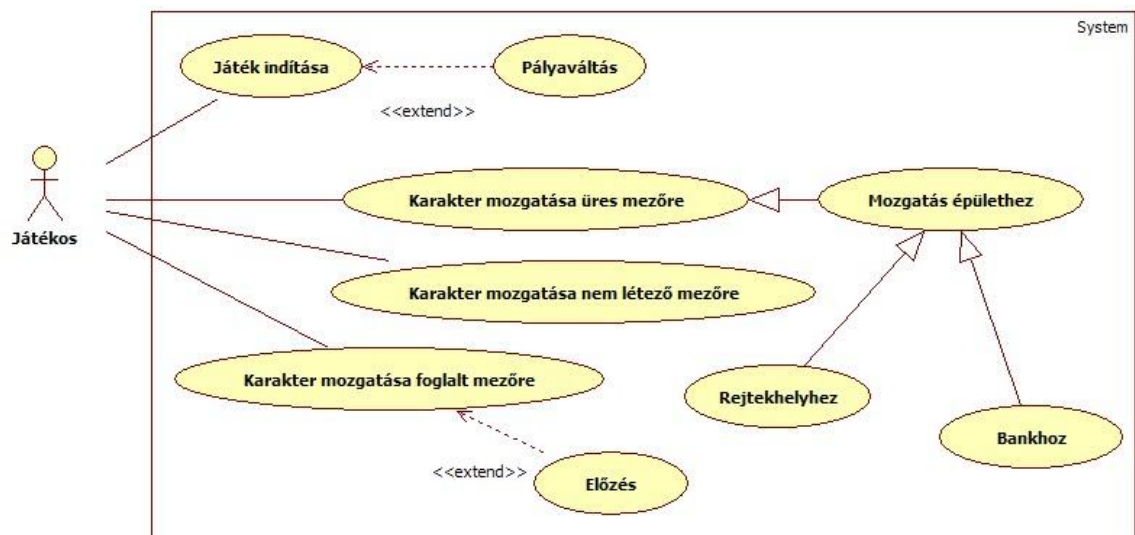 System
Játék indítása
Pályaváltás
<<extend>>
Karakter mozgatása üres mezőre
Mozgatás épülethez
Játékos
Karakter mozgatása nem létező mezőre
Karakter mozgatása foglalt mezőre
Rejtekhelyhez
Bankhoz
<<extend>>
Előzés